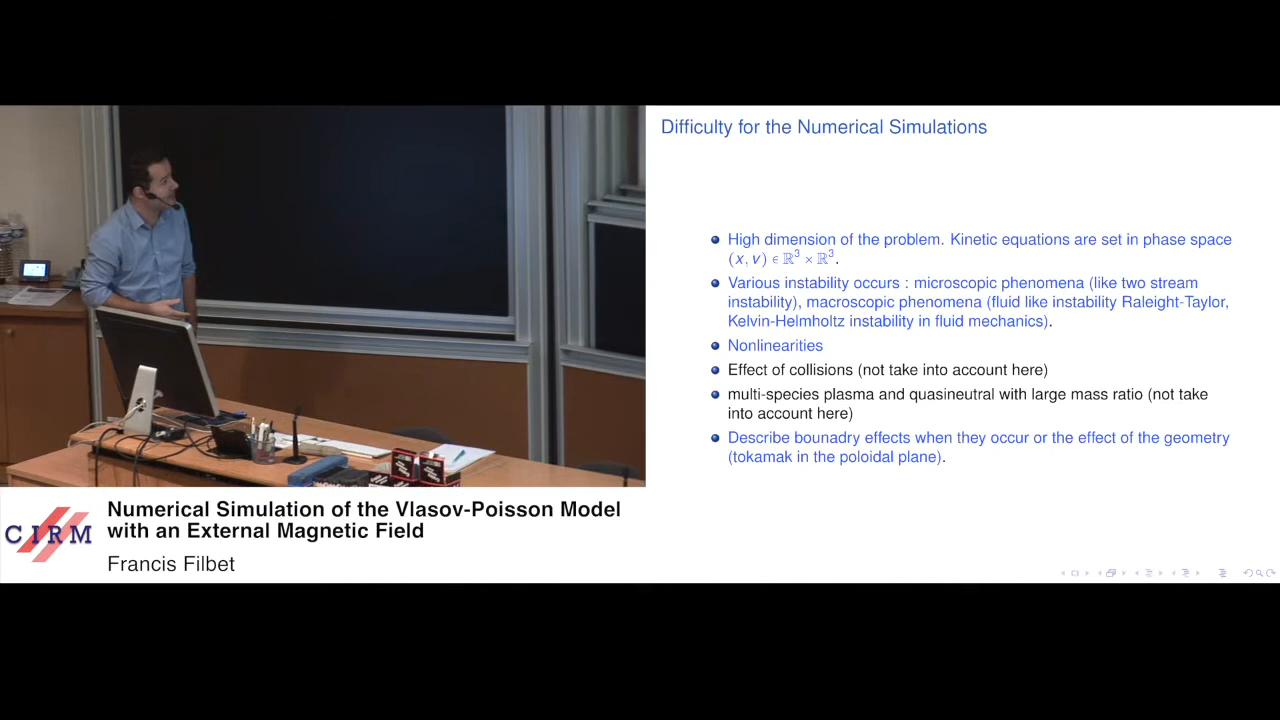 Difficulty for the Numerical Simulations
High dimension of the problem. Kinetic equations are set in phase space
(x, v) ∈ ℝ³ × ℝ³.
Various instability occurs : microscopic phenomena (like two stream
instability), macroscopic phenomena (fluid like instability Raleight-Taylor,
Kelvin-Helmholtz instability in fluid mechanics).
Nonlinearities
Effect of collisions (not take into account here)
multi-species plasma and quasineutral with large mass ratio (not take
into account here)
Describe bounadry effects when they occur or the effect of the geometry
(tokamak in the poloidal plane).
CIRM
Numerical Simulation of the Vlasov-Poisson Model
with an External Magnetic Field
Francis Filbet